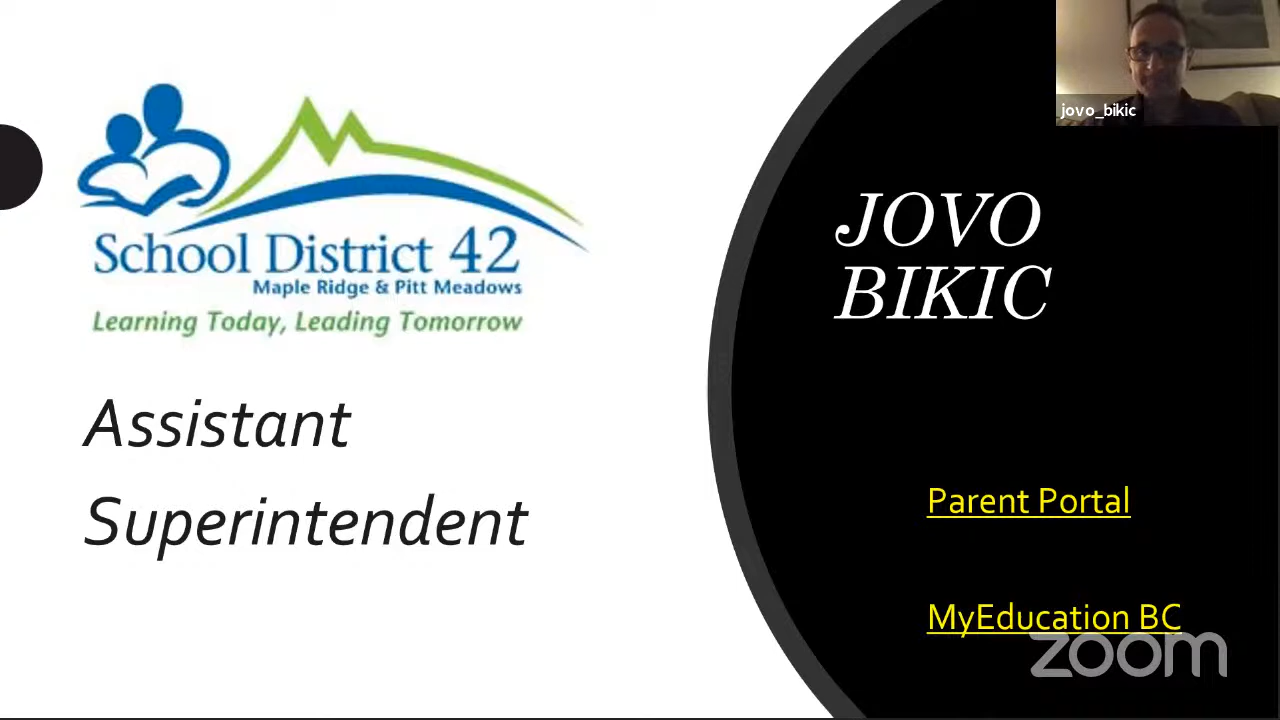 School District 42
Maple Ridge & Pitt Meadows
Learning Today, Leading Tomorrow
Assistant
Superintendent
jovo_bikic
JOVO
BIKIC
Parent Portal
MyEducation BC
zoom